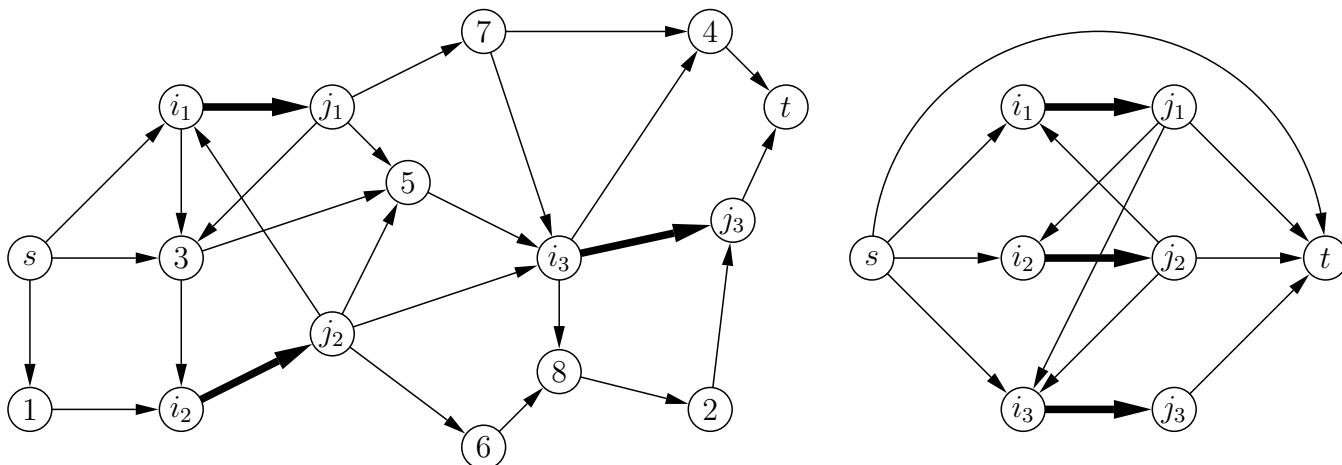 7 4
i₁ j₁ t
5
j₃
s 3 i₃
j₂
8
1 i₂ 2
6
i₁ j₁
s i₂ j₂ t
i₃ j₃